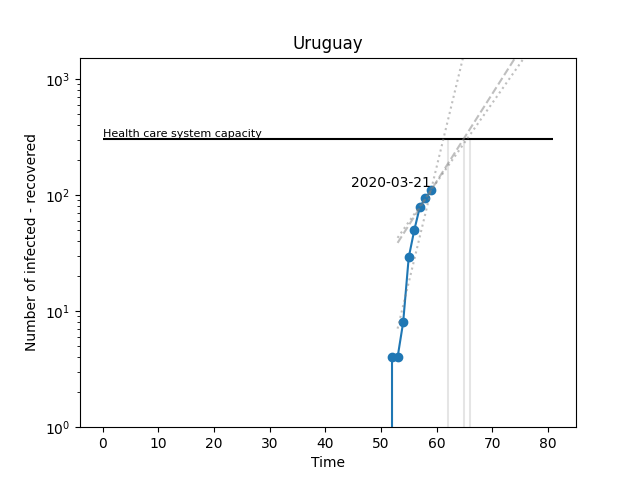 Uruguay
Number of infected - recovered
10³
10²
10¹
10⁰
Health care system capacity
2020-03-21
0 10 20 30 40 50 60 70 80
Time